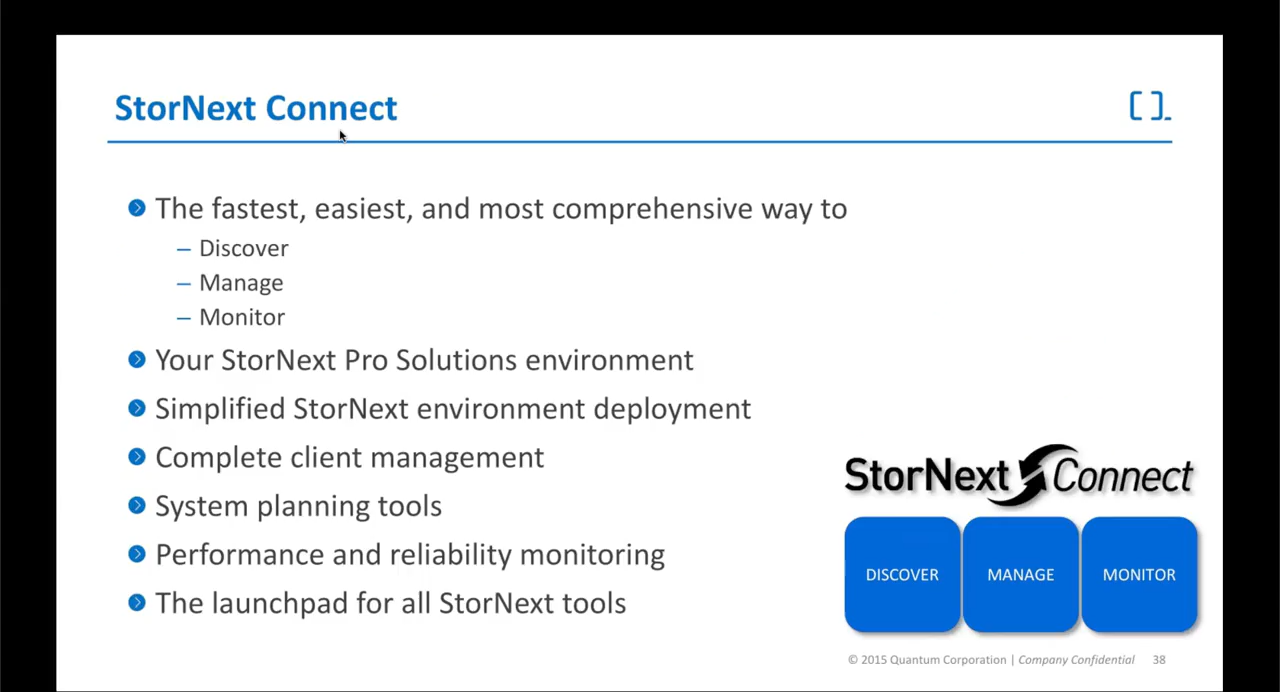 StorNext Connect
The fastest, easiest, and most comprehensive way to
– Discover
– Manage
– Monitor
Your StorNext Pro Solutions environment
Simplified StorNext environment deployment
Complete client management
System planning tools
Performance and reliability monitoring
The launchpad for all StorNext tools
StorNext Connect
DISCOVER MANAGE MONITOR
© 2015 Quantum Corporation | Company Confidential 38